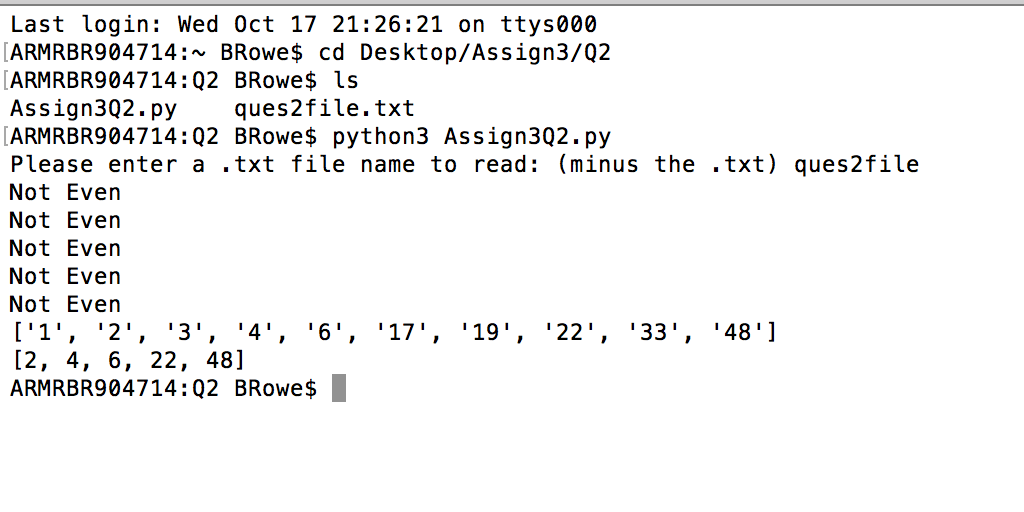 Last login: Wed Oct 17 21:26:21 on ttys000
[ARMRBR904714:~ BRowe$ cd Desktop/Assign3/Q2
[ARMRBR904714:Q2 BRowe$ ls
Assign3Q2.py    ques2file.txt
[ARMRBR904714:Q2 BRowe$ python3 Assign3Q2.py
Please enter a .txt file name to read: (minus the .txt) ques2file
Not Even
Not Even
Not Even
Not Even
Not Even
['1', '2', '3', '4', '6', '17', '19', '22', '33', '48']
[2, 4, 6, 22, 48]
ARMRBR904714:Q2 BRowe$